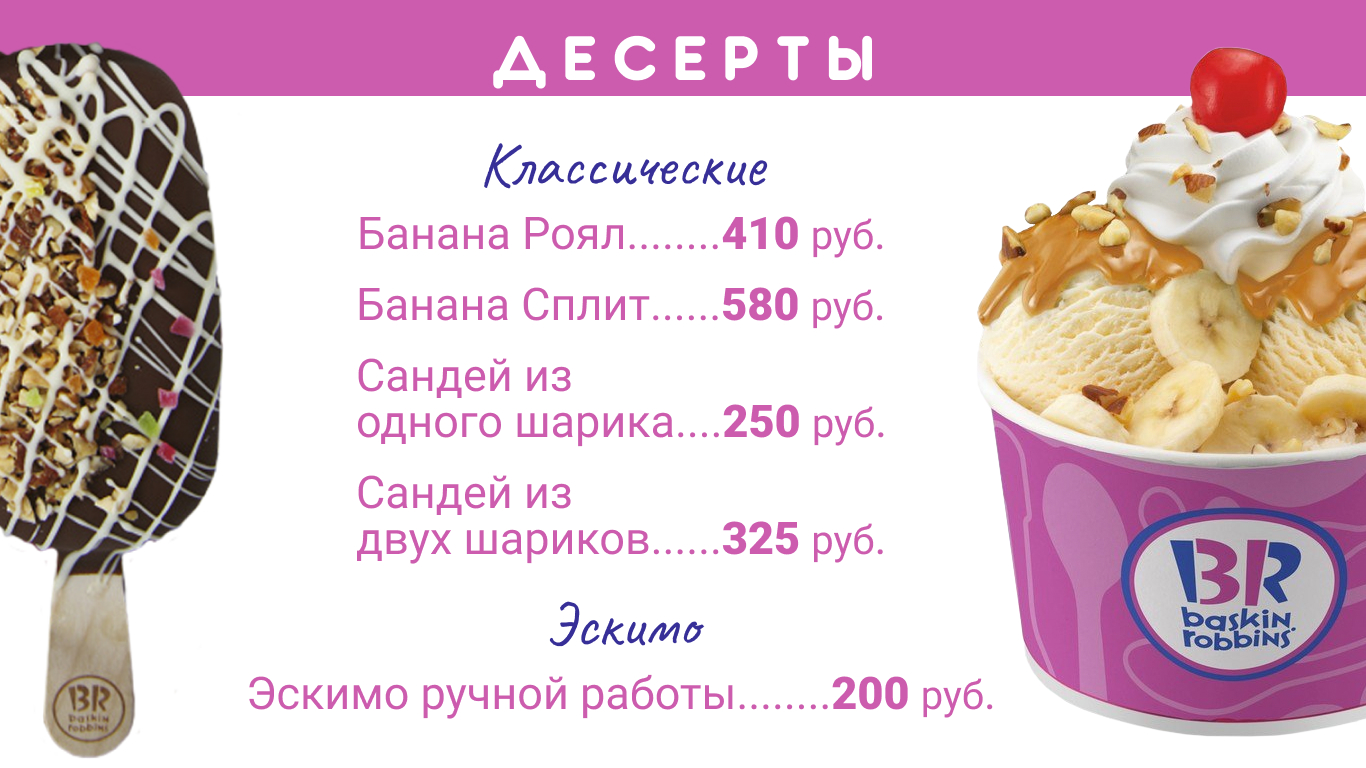 ДЕСЕРТЫ
Классические
Банана Роял........410 руб.
Банана Сплит......580 руб.
Сандей из
одного шарика....250 руб.
Сандей из
двух шариков......325 руб.
Эскимо
Эскимо ручной работы........200 руб.
BR
baskin
robbins
BR
baskin
robbins